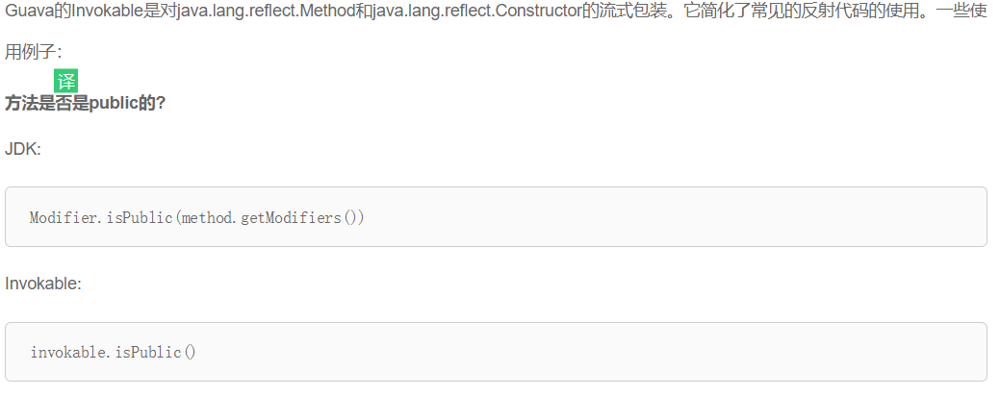 Guava的Invokable是对java.lang.reflect.Method和java.lang.reflect.Constructor的流式包装。它简化了常见的反射代码的使用。一些使
用例子：
译
方法是否是public的?
JDK:
Modifier.isPublic(method.getModifiers())
Invokable:
invokable.isPublic()